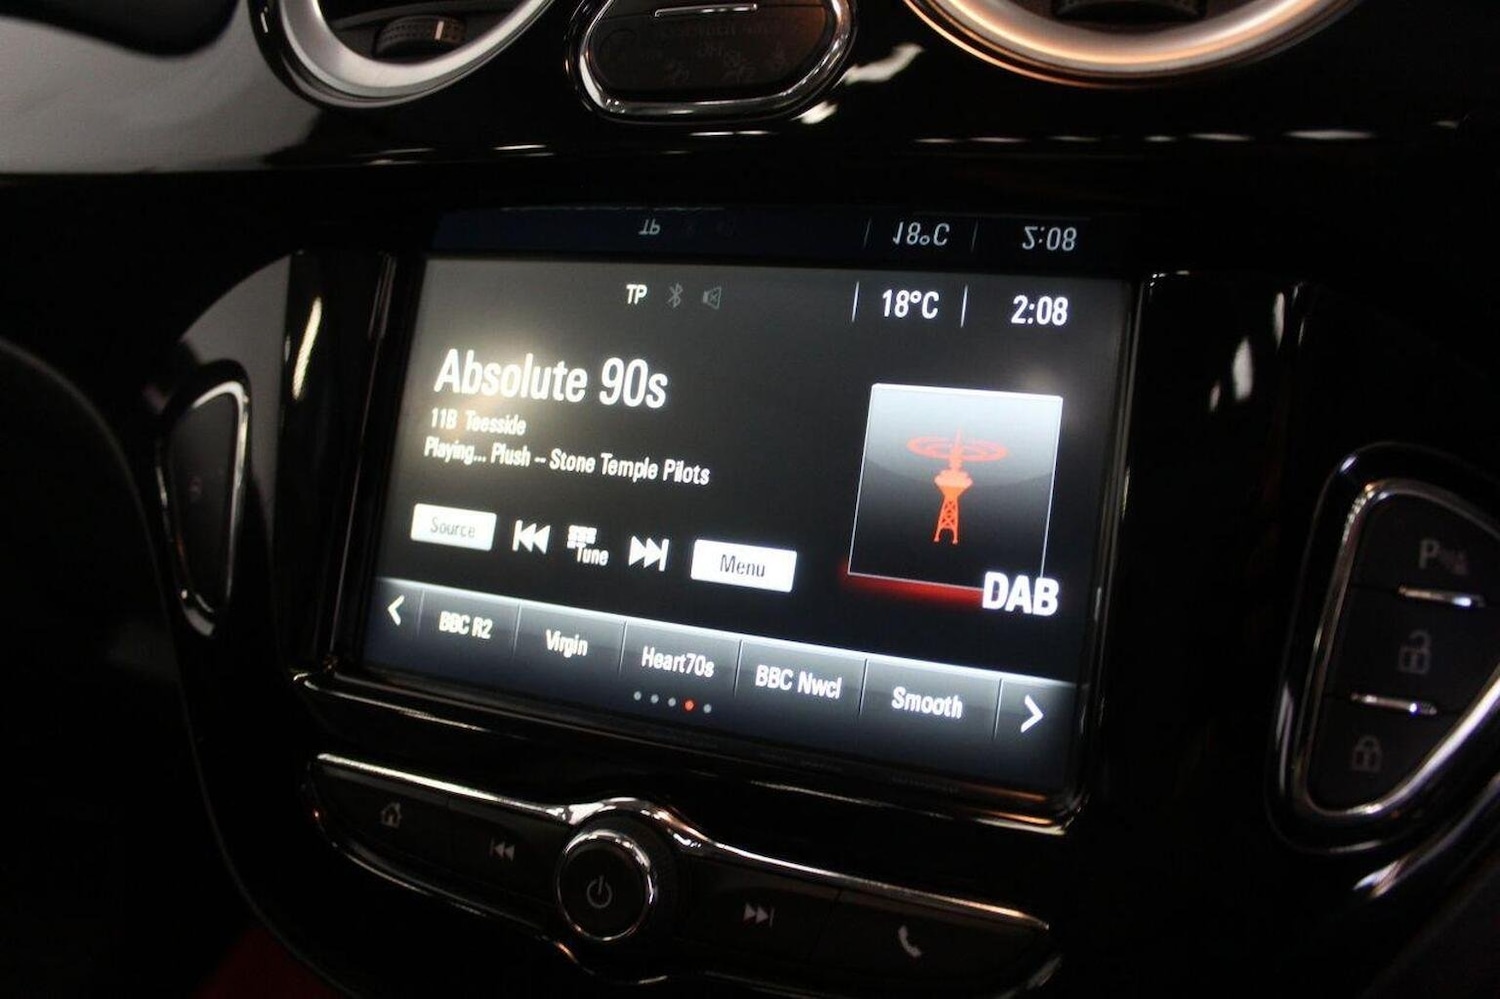 TP 18°C 2:08
TP 18°C 2:08
Absolute 90s
11B Teesside
Playing... Plush – Stone Temple Pilots
Source Tune Menu
DAB
BBC R2 Virgin Heart70s BBC Nwcl Smooth
P